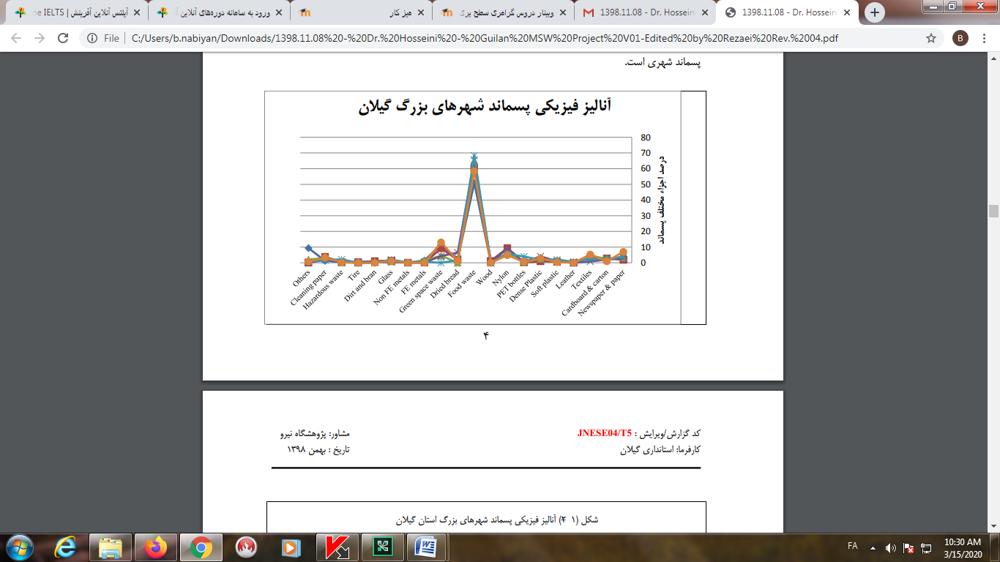 آیلتس آنلاین آفرینش | ne IELTS
ورود به سامانه دوره‌های آنلاین آ
میز کار
وبینار دروس گرامری سطح پری
1398.11.08 - Dr. Hossein
1398.11.08 - Dr. Hossein
File
C:/Users/b.nabiyan/Downloads/1398.11.08%20-%20Dr.%20Hosseini%20-%20Guilan%20MSW%20Project%20V01-Edited%20by%20Rezaei%20Rev.%2004.pdf
B
پسماند شهری است.
آنالیز فیزیکی پسماند شهرهای بزرگ گیلان
80
70
60
50
40
30
20
10
0
درصد اجزاء مختلف پسماند
Others
Cleaning paper
Hazardous waste
Tire
Dirt and bran
Glass
Non FE metals
FE metals
Green space waste
Dried bread
Food waste
Wood
Nylon
PET bottles
Dense Plastic
Soft plastic
Leather
Textiles
Cardboard & carton
Newspaper & paper
۴
کد گزارش/ویرایش : JNESE04/T5
مشاور: پژوهشگاه نیرو
کارفرما: استانداری گیلان
تاریخ : بهمن ۱۳۹۸
شکل (۱ ۲) آنالیز فیزیکی پسماند شهرهای بزرگ استان گیلان
FA
10:30 AM
3/15/2020